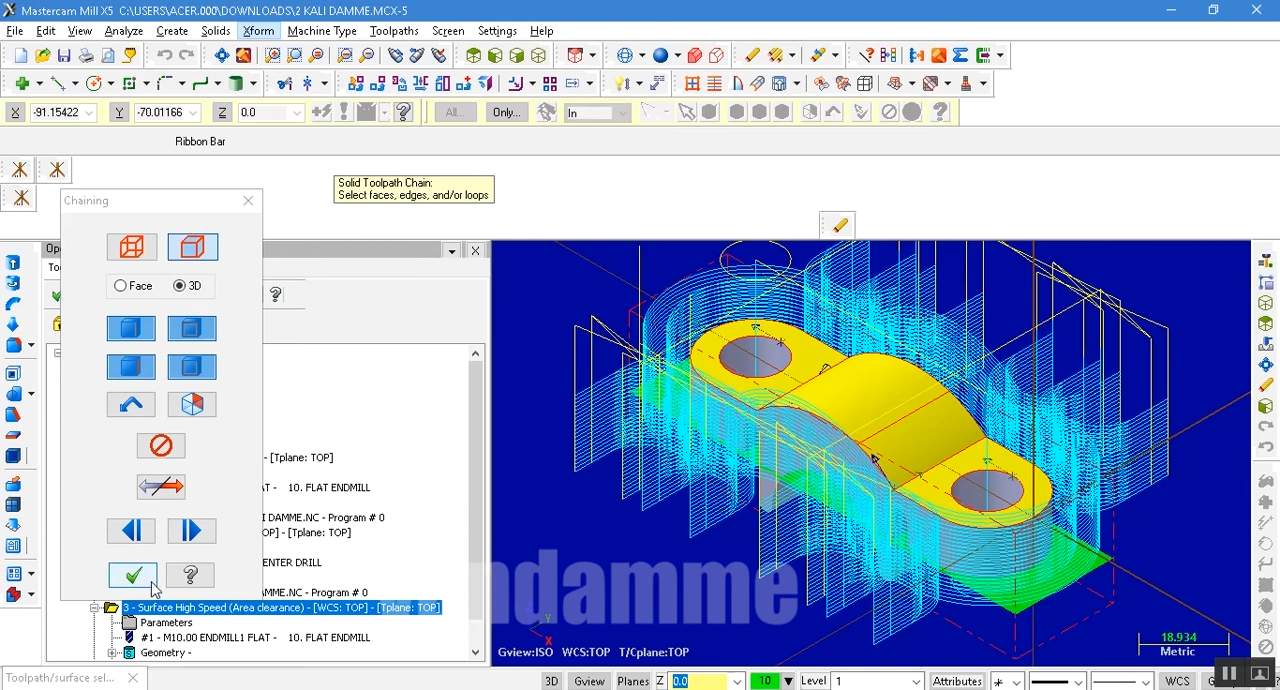 Mastercam Mill X5 C:\USERS\ACER.000\DOWNLOADS\2 KALI DAMME.MCX-5
File Edit View Analyze Create Solids Xform Machine Type Toolpaths Screen Settings Help
X -91.15422 Y -70.01166 Z 0.0 All... Only... In
Ribbon Bar
Chaining
Solid Toolpath Chain:
Select faces, edges, and/or loops
Face 3D
- [Tplane: TOP]
AT - 10. FLAT ENDMILL
I DAMME.NC - Program # 0
OP] - [Tplane: TOP]
ENTER DRILL
AMME.NC - Program # 0
3 - Surface High Speed (Area clearance) - [WCS: TOP] - [Tplane: TOP]
Parameters
#1 - M10.00 ENDMILL1 FLAT - 10. FLAT ENDMILL
Geometry -
ndamme
Y
X
Gview:ISO WCS:TOP T/Cplane:TOP
18.934
Metric
Toolpath/surface sel...
3D Gview Planes Z 0.0 10 Level 1 Attributes WCS